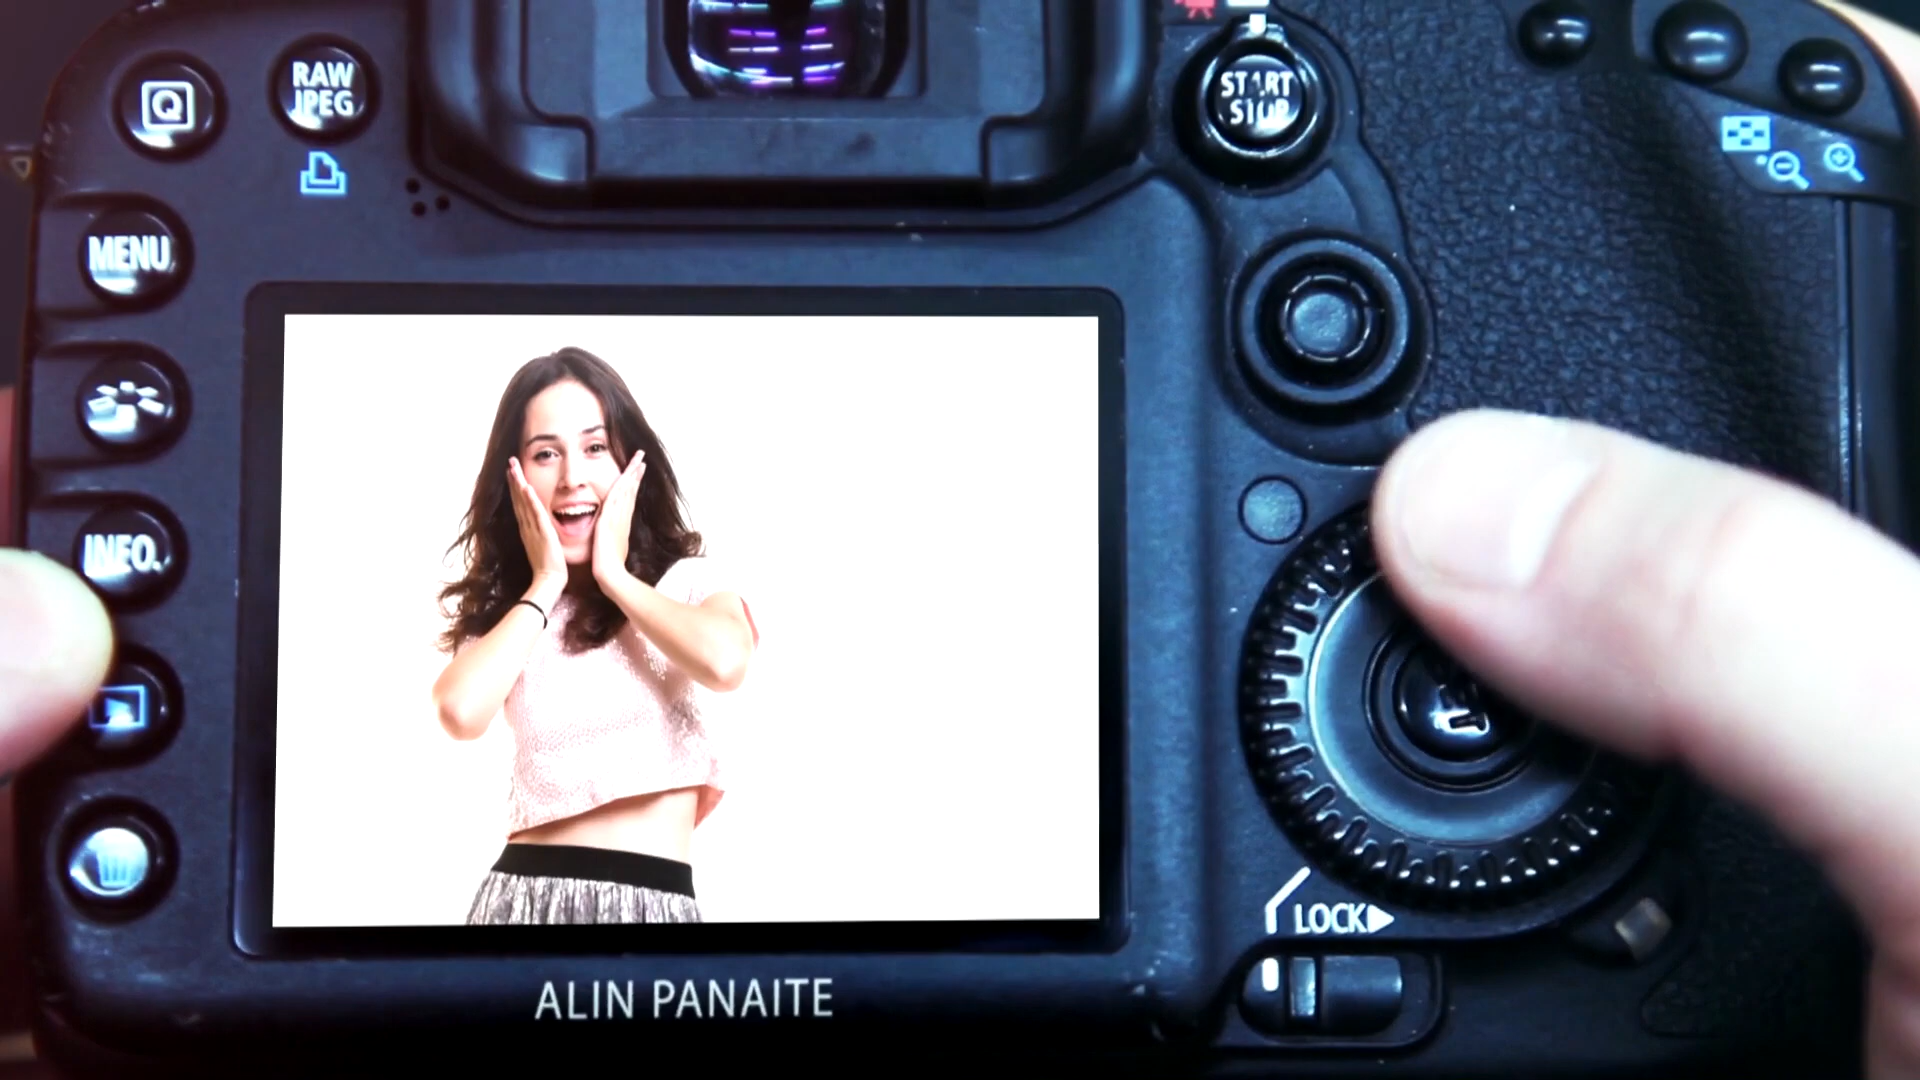 Q
RAW
JPEG
START
STOP
MENU
INFO.
LOCK
ALIN PANAITE